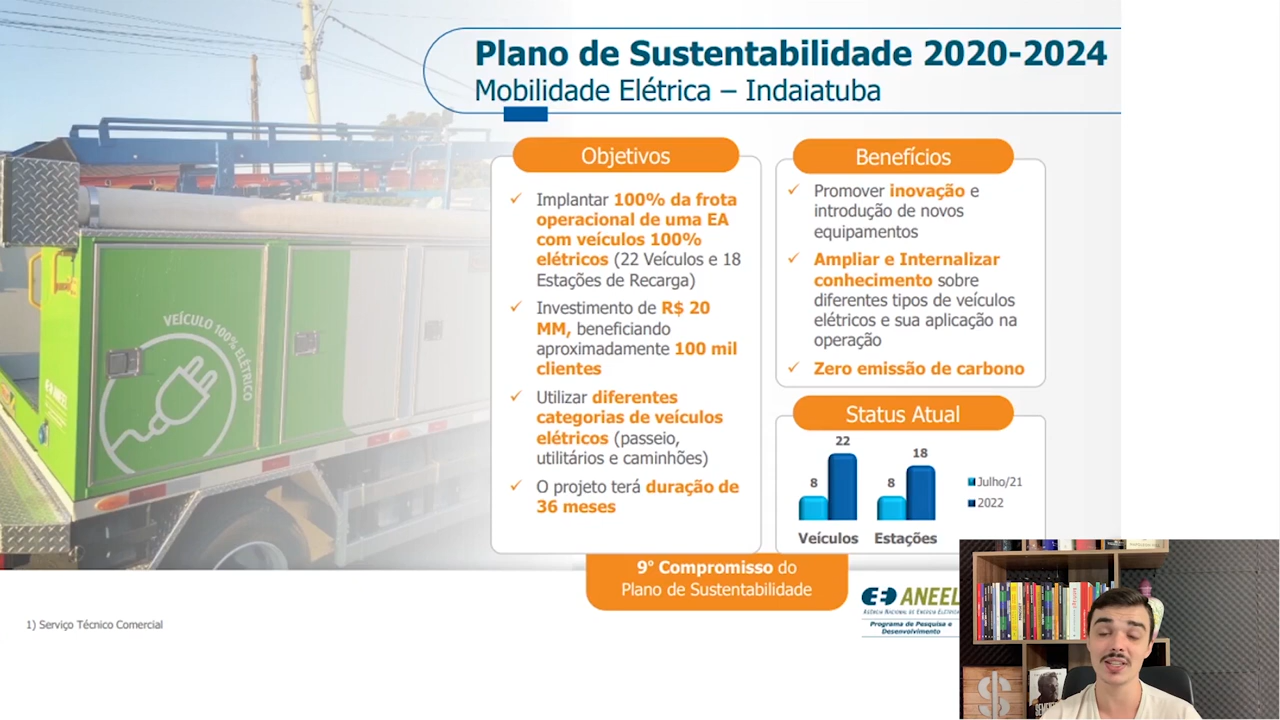 Plano de Sustentabilidade 2020-2024
Mobilidade Elétrica – Indaiatuba
Objetivos
Implantar 100% da frota
operacional de uma EA
com veículos 100%
elétricos (22 Veículos e 18
Estações de Recarga)
Investimento de R$ 20
MM, beneficiando
aproximadamente 100 mil
clientes
Utilizar diferentes
categorias de veículos
elétricos (passeio,
utilitários e caminhões)
O projeto terá duração de
36 meses
Benefícios
Promover inovação e
introdução de novos
equipamentos
Ampliar e Internalizar
conhecimento sobre
diferentes tipos de veículos
elétricos e sua aplicação na
operação
Zero emissão de carbono
Status Atual
8
22
8
18
Julho/21
2022
Veículos
Estações
9° Compromisso do
Plano de Sustentabilidade
ANEEL
Agência Nacional de Energia Elétrica
Programa de Pesquisa e
Desenvolvimento
1) Serviço Técnico Comercial
VEÍCULO 100% ELÉTRICO